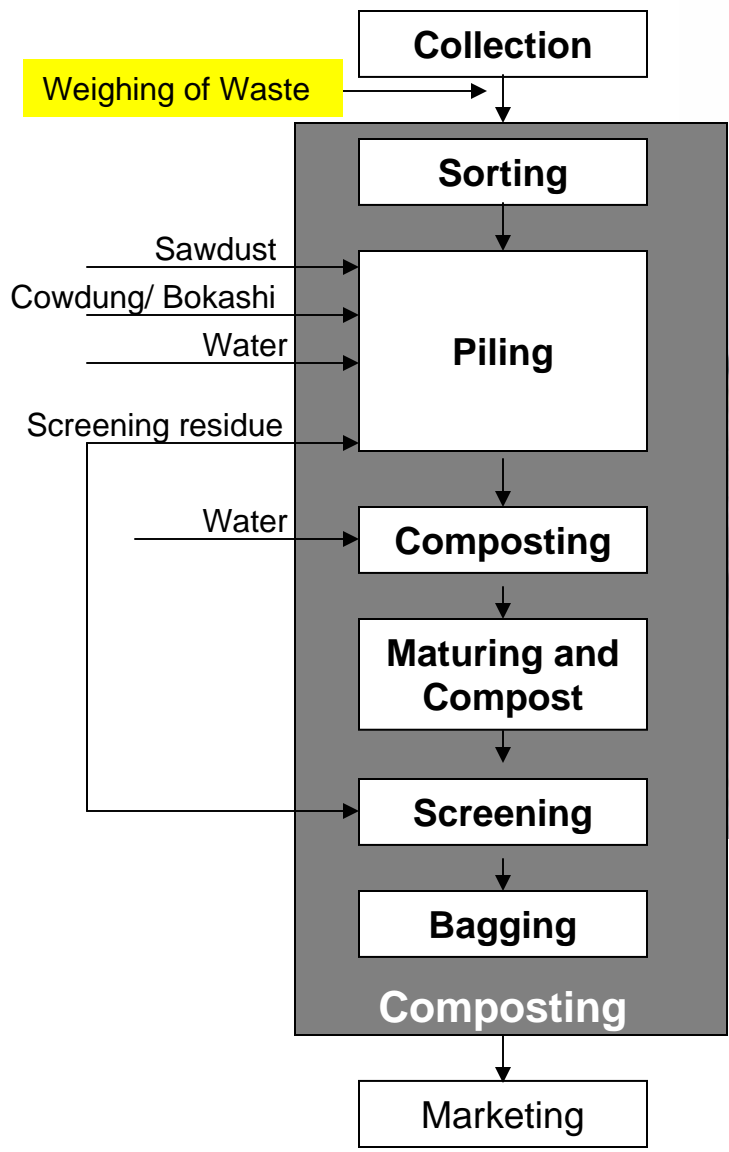 Collection
Weighing of Waste
Sorting
Sawdust
Cowdung/ Bokashi
Water
Piling
Screening residue
Water
Composting
Maturing and
Compost
Screening
Bagging
Composting
Marketing